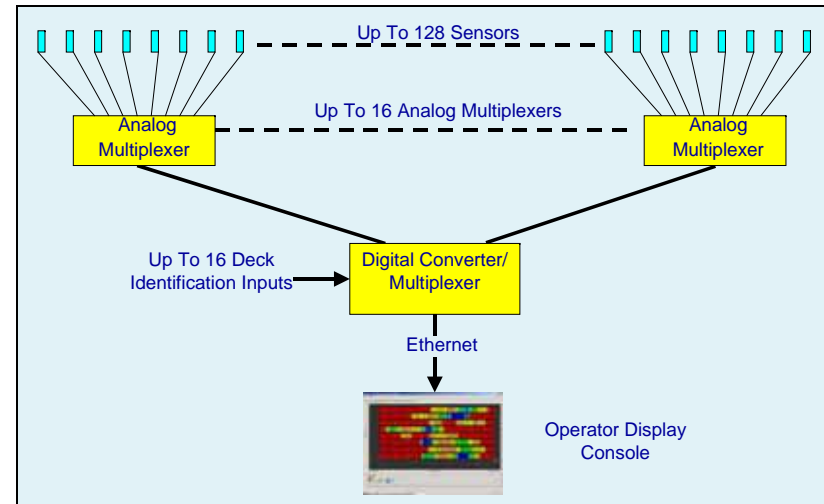 Up To 128 Sensors
Up To 16 Analog Multiplexers
Analog
Multiplexer
Analog
Multiplexer
Up To 16 Deck
Identification Inputs
Digital Converter/
Multiplexer
Ethernet
Operator Display
Console